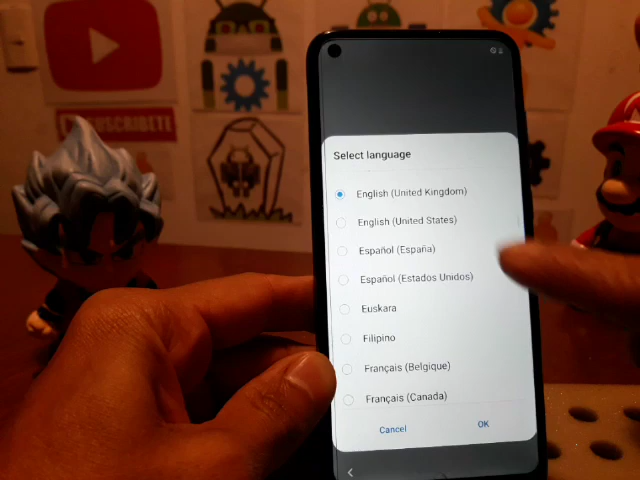 SUSCRIBETE
Select language
English (United Kingdom)
English (United States)
Español (España)
Español (Estados Unidos)
Euskara
Filipino
Français (Belgique)
Français (Canada)
Cancel
OK